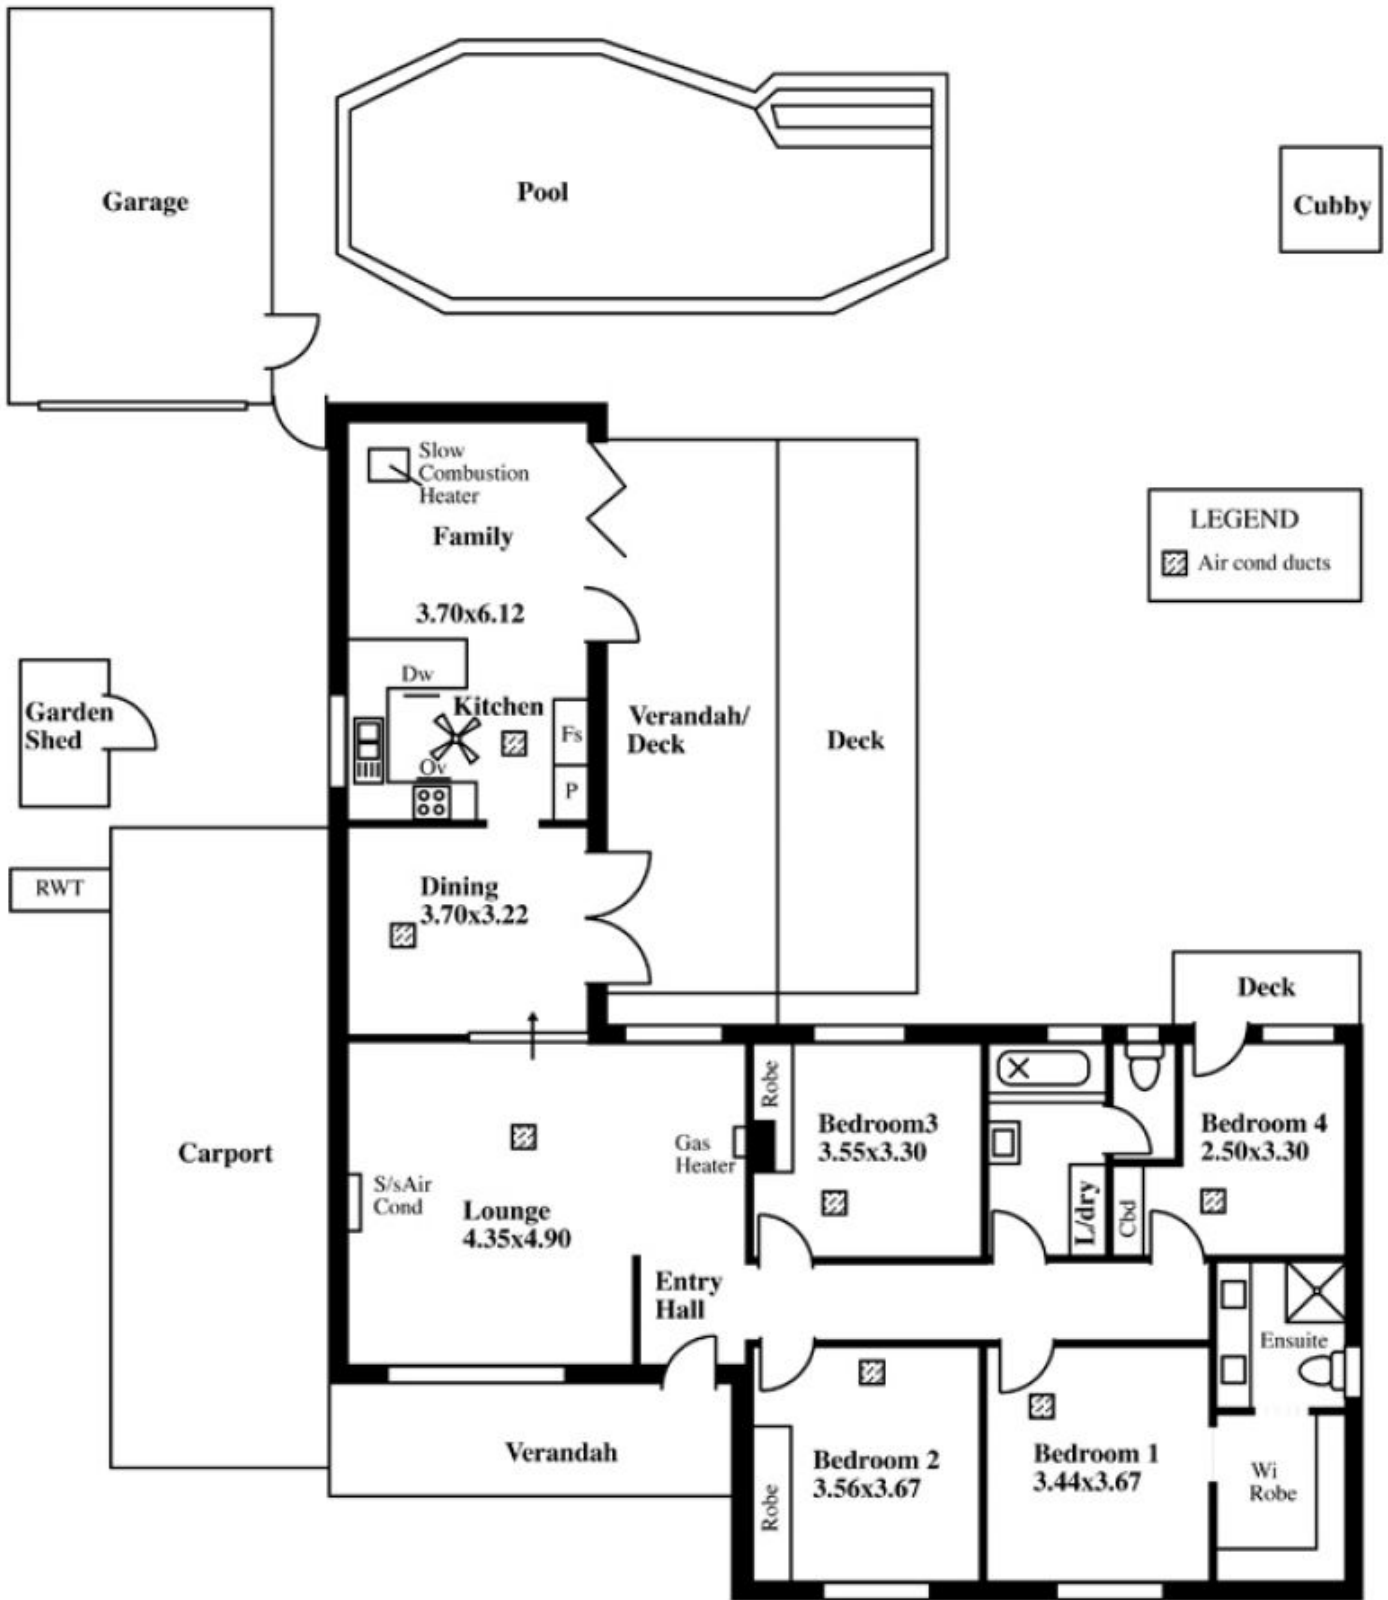 Garage
Pool
Cubby
Slow
Combustion
Heater
Family
3.70x6.12
LEGEND
Air cond ducts
Dw
Kitchen
Fs
Ov
P
Garden
Shed
Verandah/
Deck
Deck
RWT
Dining
3.70x3.22
Deck
Carport
S/sAir
Cond
Lounge
4.35x4.90
Gas
Heater
Robe
Bedroom3
3.55x3.30
L/dry
Cbd
Bedroom 4
2.50x3.30
Entry
Hall
Ensuite
Verandah
Robe
Bedroom 2
3.56x3.67
Bedroom 1
3.44x3.67
Wi
Robe